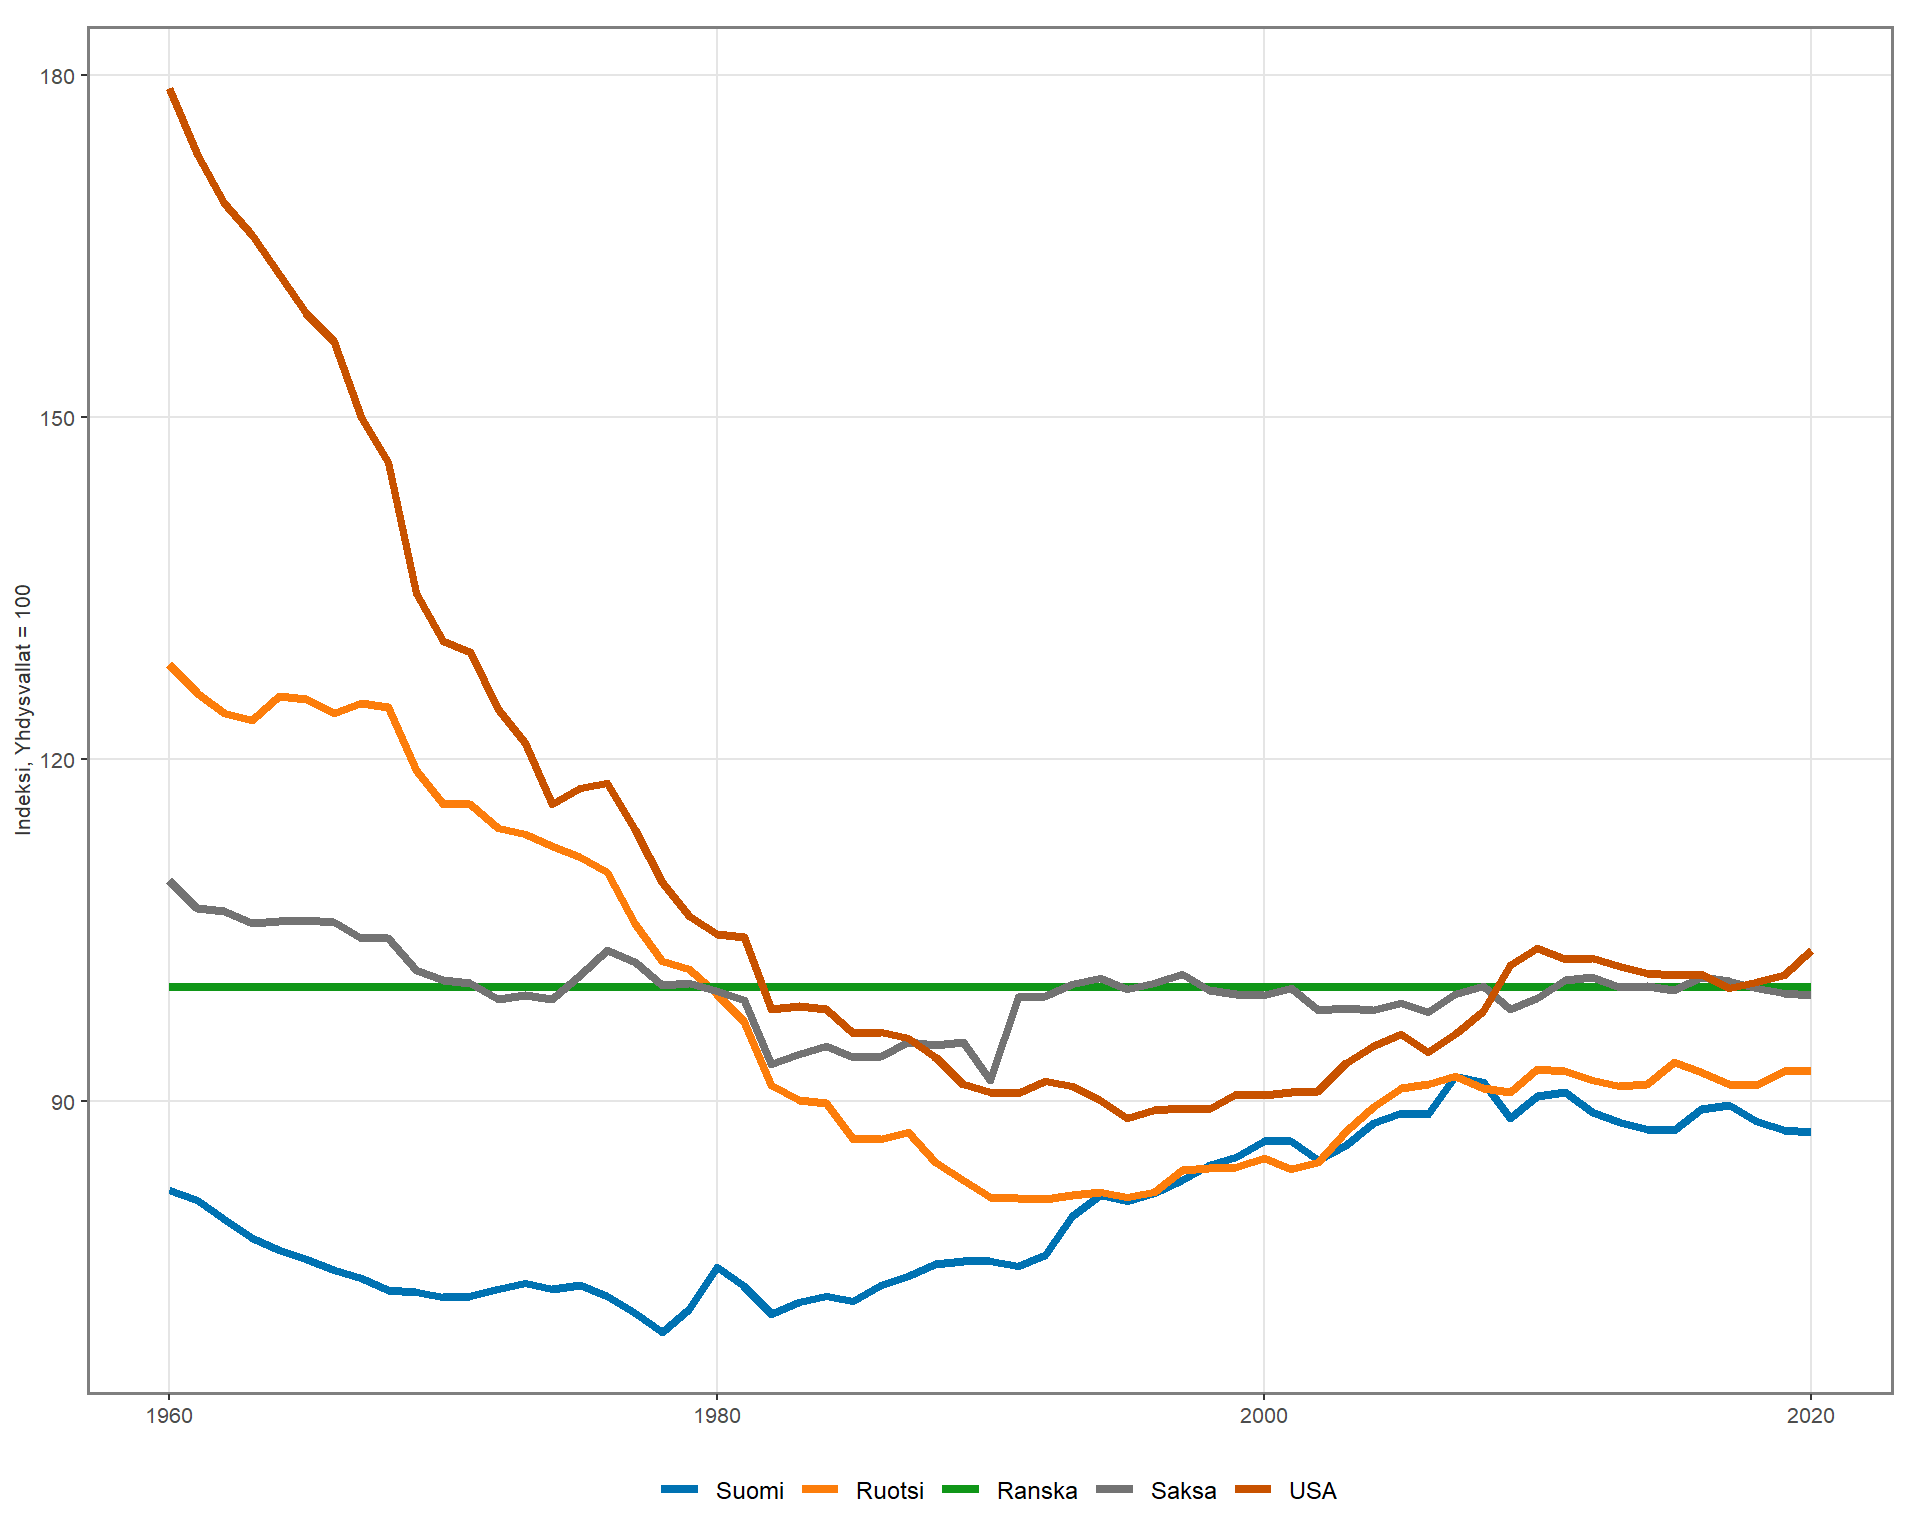 180
150
120
90
Indeksi, Yhdysvallat = 100
1960 1980 2000 2020
Suomi Ruotsi Ranska Saksa USA